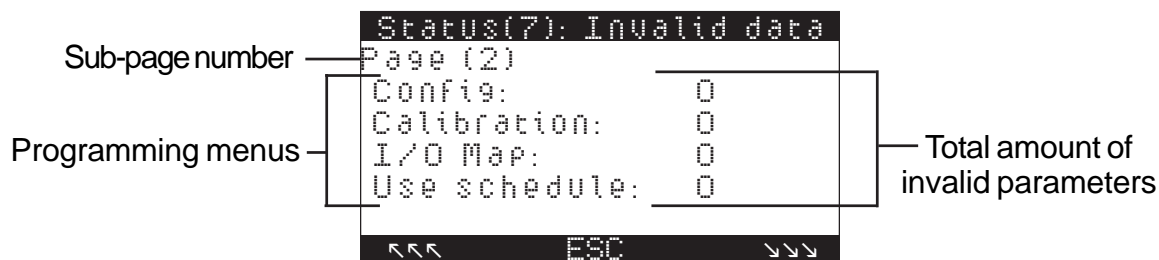 Status(7): Invalid data
Sub-page number
Page (2)
Config: 0
Calibration: 0
I/O Map: 0
Use schedule: 0
Programming menus
Total amount of
invalid parameters
↖↖↖ ESC ↘↘↘